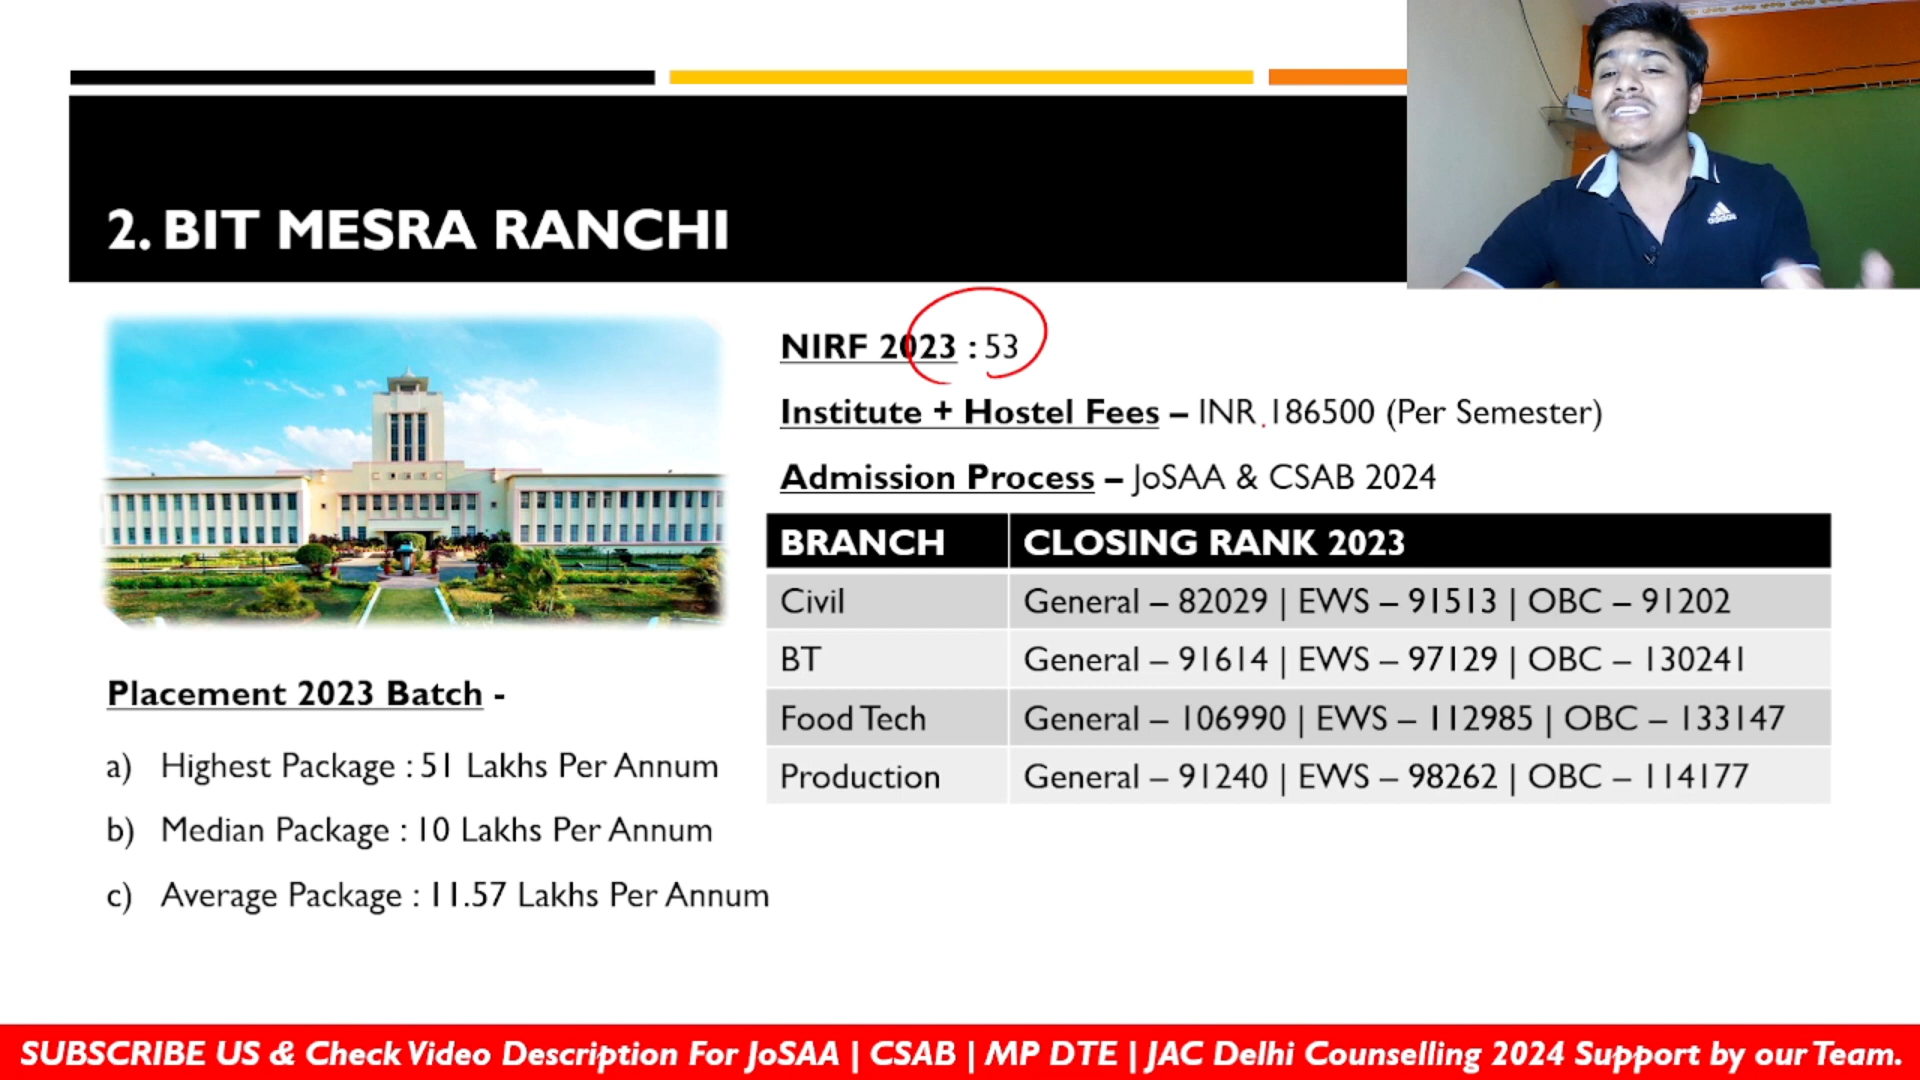 2. BIT MESRA RANCHI
adidas
NIRF 2023 : 53
Institute + Hostel Fees – INR 186500 (Per Semester)
Admission Process – JoSAA & CSAB 2024
BRANCH CLOSING RANK 2023
Civil General – 82029 | EWS – 91513 | OBC – 91202
BT General – 91614 | EWS – 97129 | OBC – 130241
Food Tech General – 106990 | EWS – 112985 | OBC – 133147
Production General – 91240 | EWS – 98262 | OBC – 114177
Placement 2023 Batch -
a) Highest Package : 51 Lakhs Per Annum
b) Median Package : 10 Lakhs Per Annum
c) Average Package : 11.57 Lakhs Per Annum
SUBSCRIBE US & Check Video Description For JoSAA | CSAB | MP DTE | JAC Delhi Counselling 2024 Support by our Team.